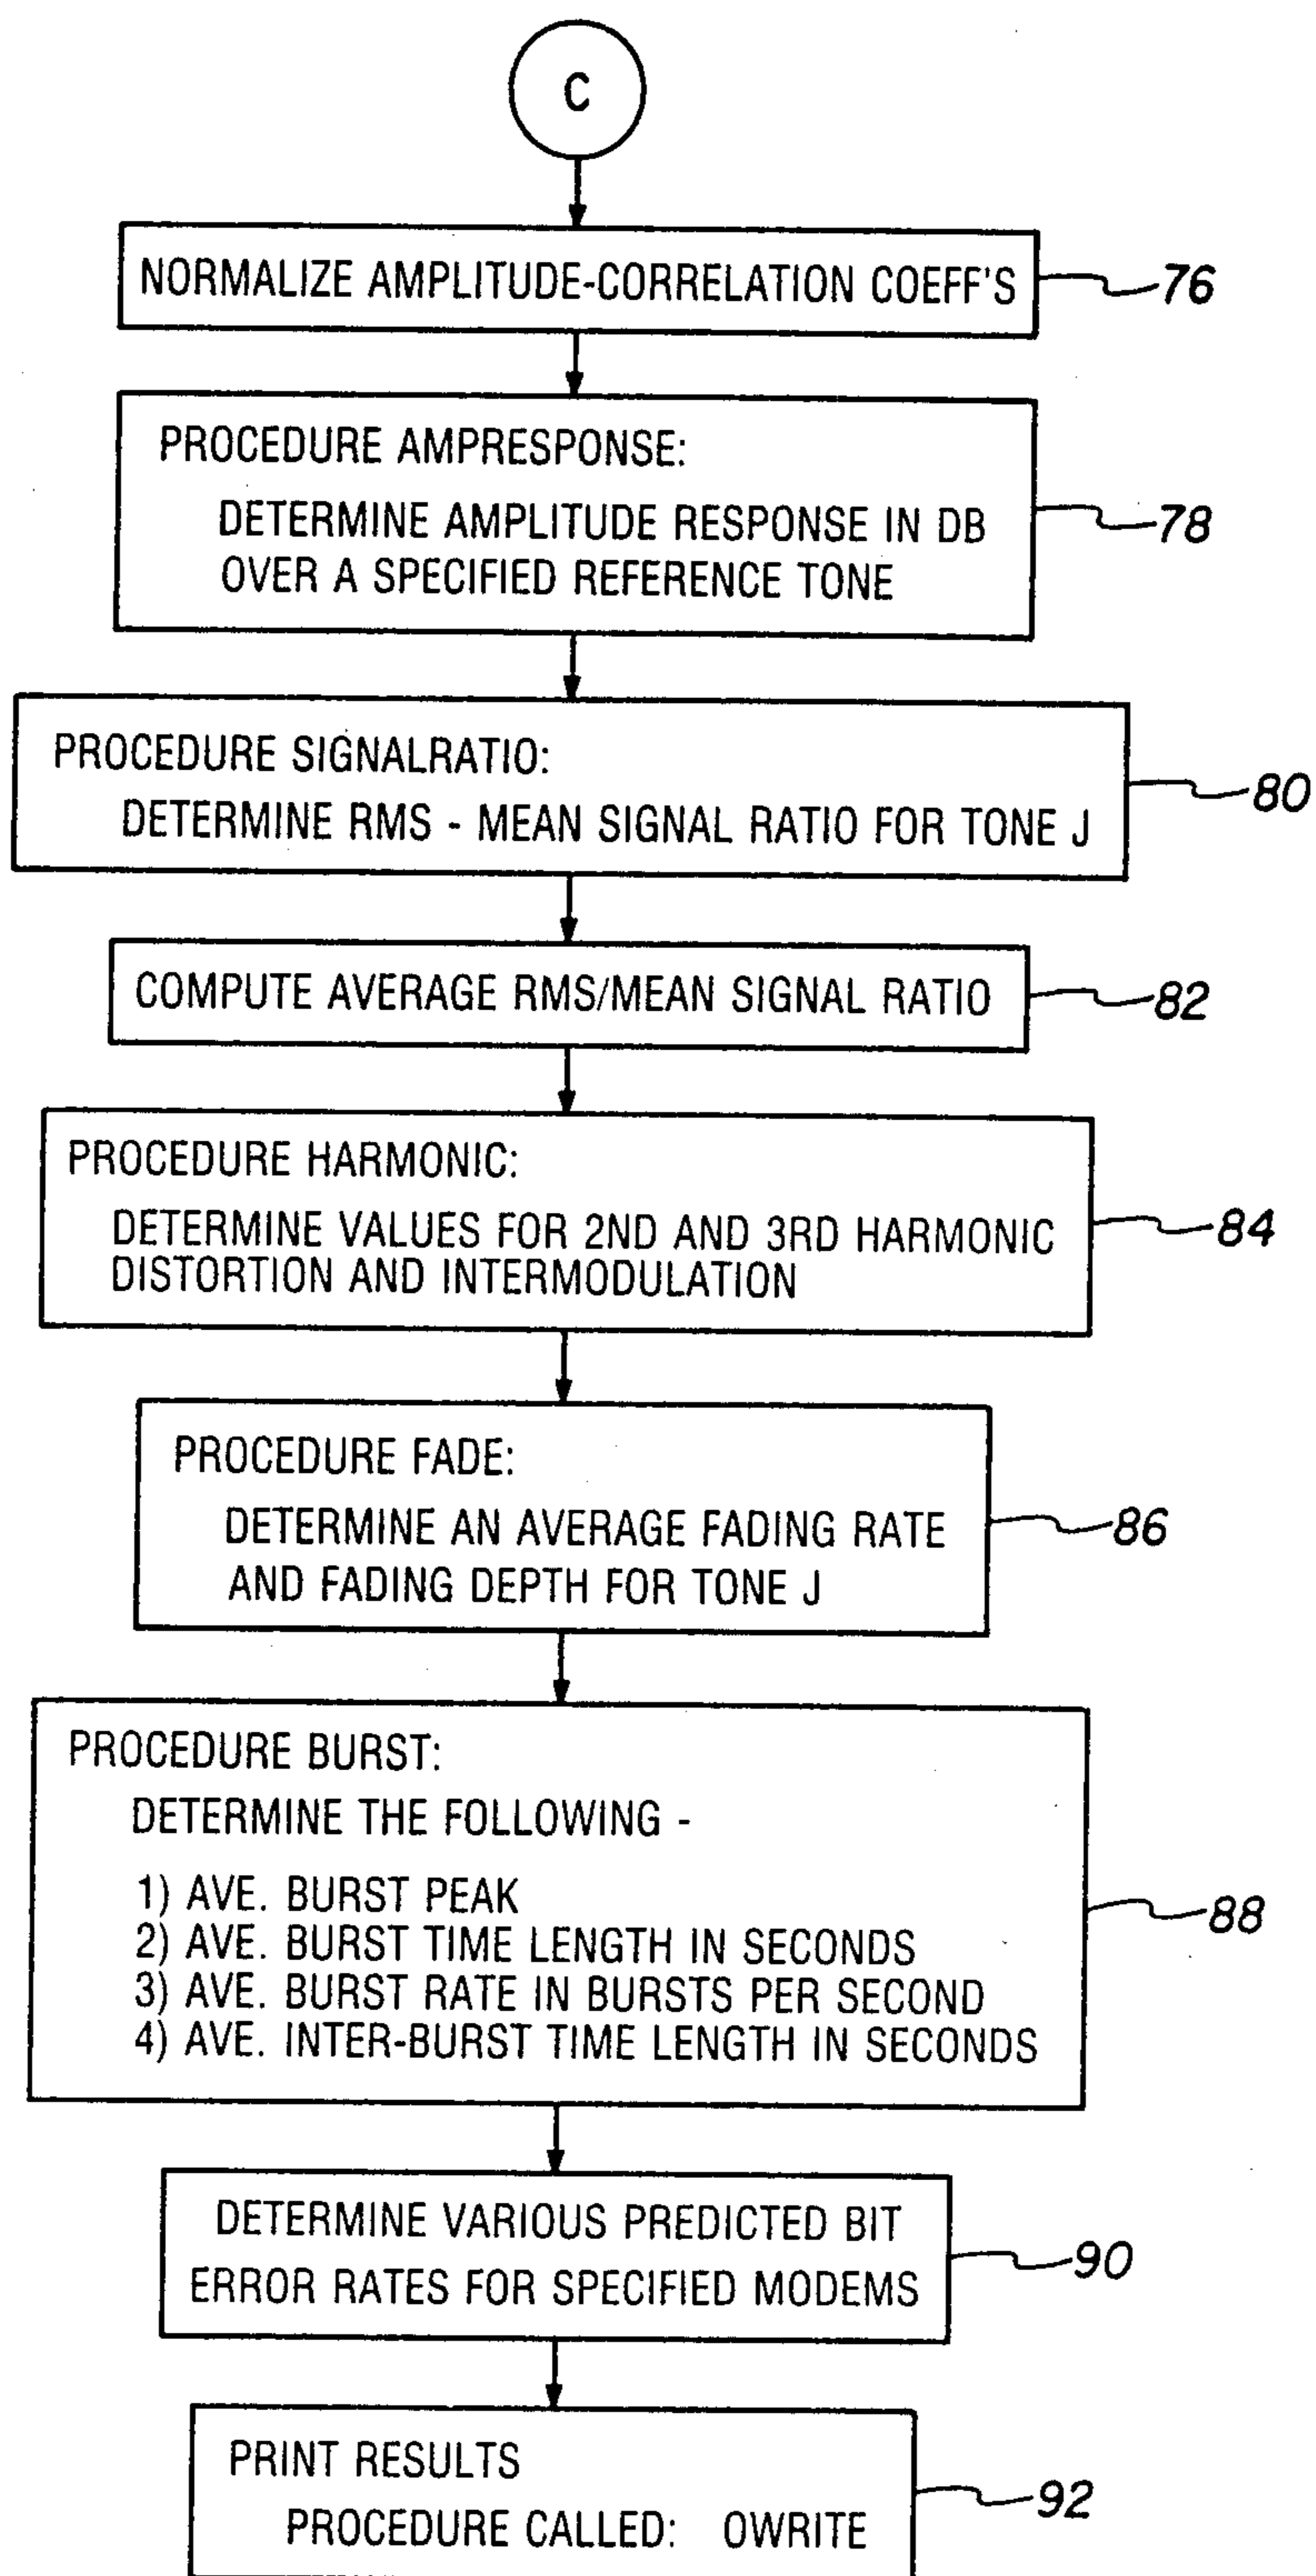 C
NORMALIZE AMPLITUDE-CORRELATION COEFF'S
76
PROCEDURE AMPRESPONSE:
DETERMINE AMPLITUDE RESPONSE IN DB
OVER A SPECIFIED REFERENCE TONE
78
PROCEDURE SIGNALRATIO:
DETERMINE RMS - MEAN SIGNAL RATIO FOR TONE J
80
COMPUTE AVERAGE RMS/MEAN SIGNAL RATIO
82
PROCEDURE HARMONIC:
DETERMINE VALUES FOR 2ND AND 3RD HARMONIC
DISTORTION AND INTERMODULATION
84
PROCEDURE FADE:
DETERMINE AN AVERAGE FADING RATE
AND FADING DEPTH FOR TONE J
86
PROCEDURE BURST:
DETERMINE THE FOLLOWING -
1) AVE. BURST PEAK
2) AVE. BURST TIME LENGTH IN SECONDS
3) AVE. BURST RATE IN BURSTS PER SECOND
4) AVE. INTER-BURST TIME LENGTH IN SECONDS
88
DETERMINE VARIOUS PREDICTED BIT
ERROR RATES FOR SPECIFIED MODEMS
90
PRINT RESULTS
PROCEDURE CALLED: OWRITE
92